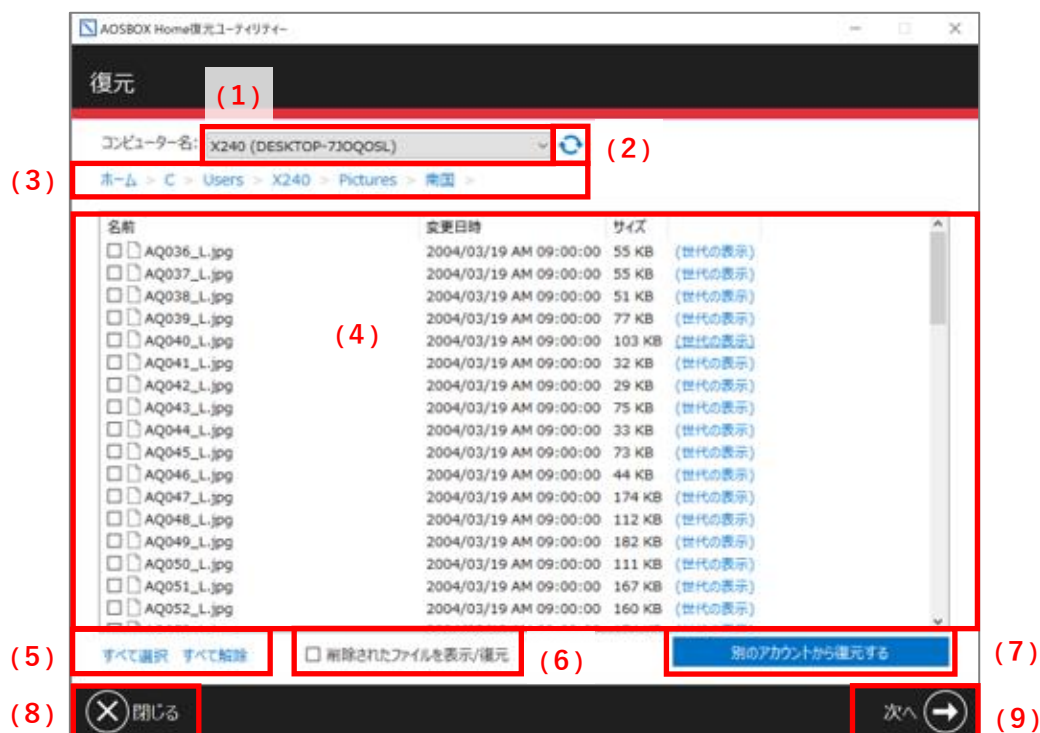 AOSBOX Home復元ユーティリティー
復元
(1)
コンピューター名: X240 (DESKTOP-7J0QOSL)
(2)
(3)
ホーム > C > Users > X240 > Pictures > 南国 >
名前 変更日時 サイズ
AQ036_L.jpg 2004/03/19 AM 09:00:00 55 KB (世代の表示)
AQ037_L.jpg 2004/03/19 AM 09:00:00 55 KB (世代の表示)
AQ038_L.jpg 2004/03/19 AM 09:00:00 51 KB (世代の表示)
AQ039_L.jpg 2004/03/19 AM 09:00:00 77 KB (世代の表示)
(4)
AQ040_L.jpg 2004/03/19 AM 09:00:00 103 KB (世代の表示)
AQ041_L.jpg 2004/03/19 AM 09:00:00 32 KB (世代の表示)
AQ042_L.jpg 2004/03/19 AM 09:00:00 29 KB (世代の表示)
AQ043_L.jpg 2004/03/19 AM 09:00:00 75 KB (世代の表示)
AQ044_L.jpg 2004/03/19 AM 09:00:00 33 KB (世代の表示)
AQ045_L.jpg 2004/03/19 AM 09:00:00 73 KB (世代の表示)
AQ046_L.jpg 2004/03/19 AM 09:00:00 44 KB (世代の表示)
AQ047_L.jpg 2004/03/19 AM 09:00:00 174 KB (世代の表示)
AQ048_L.jpg 2004/03/19 AM 09:00:00 112 KB (世代の表示)
AQ049_L.jpg 2004/03/19 AM 09:00:00 182 KB (世代の表示)
AQ050_L.jpg 2004/03/19 AM 09:00:00 111 KB (世代の表示)
AQ051_L.jpg 2004/03/19 AM 09:00:00 167 KB (世代の表示)
AQ052_L.jpg 2004/03/19 AM 09:00:00 160 KB (世代の表示)
(5)
すべて選択 すべて解除
削除されたファイルを表示/復元
(6)
別のアカウントから復元する
(7)
(8)
閉じる
次へ
(9)